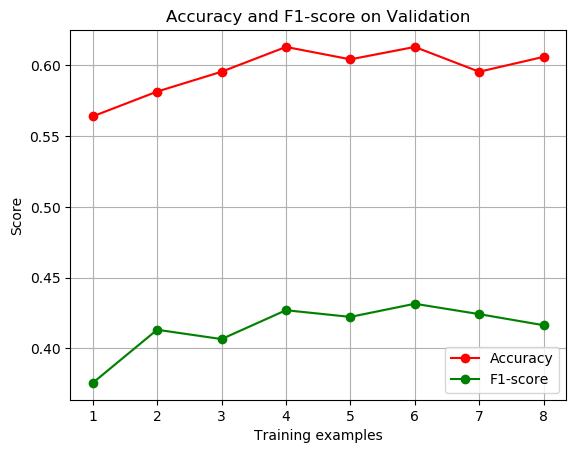 Accuracy and F1-score on Validation
0.60
0.55
0.50
0.45
0.40
Score
1 2 3 4 5 6 7 8
Training examples
Accuracy
F1-score